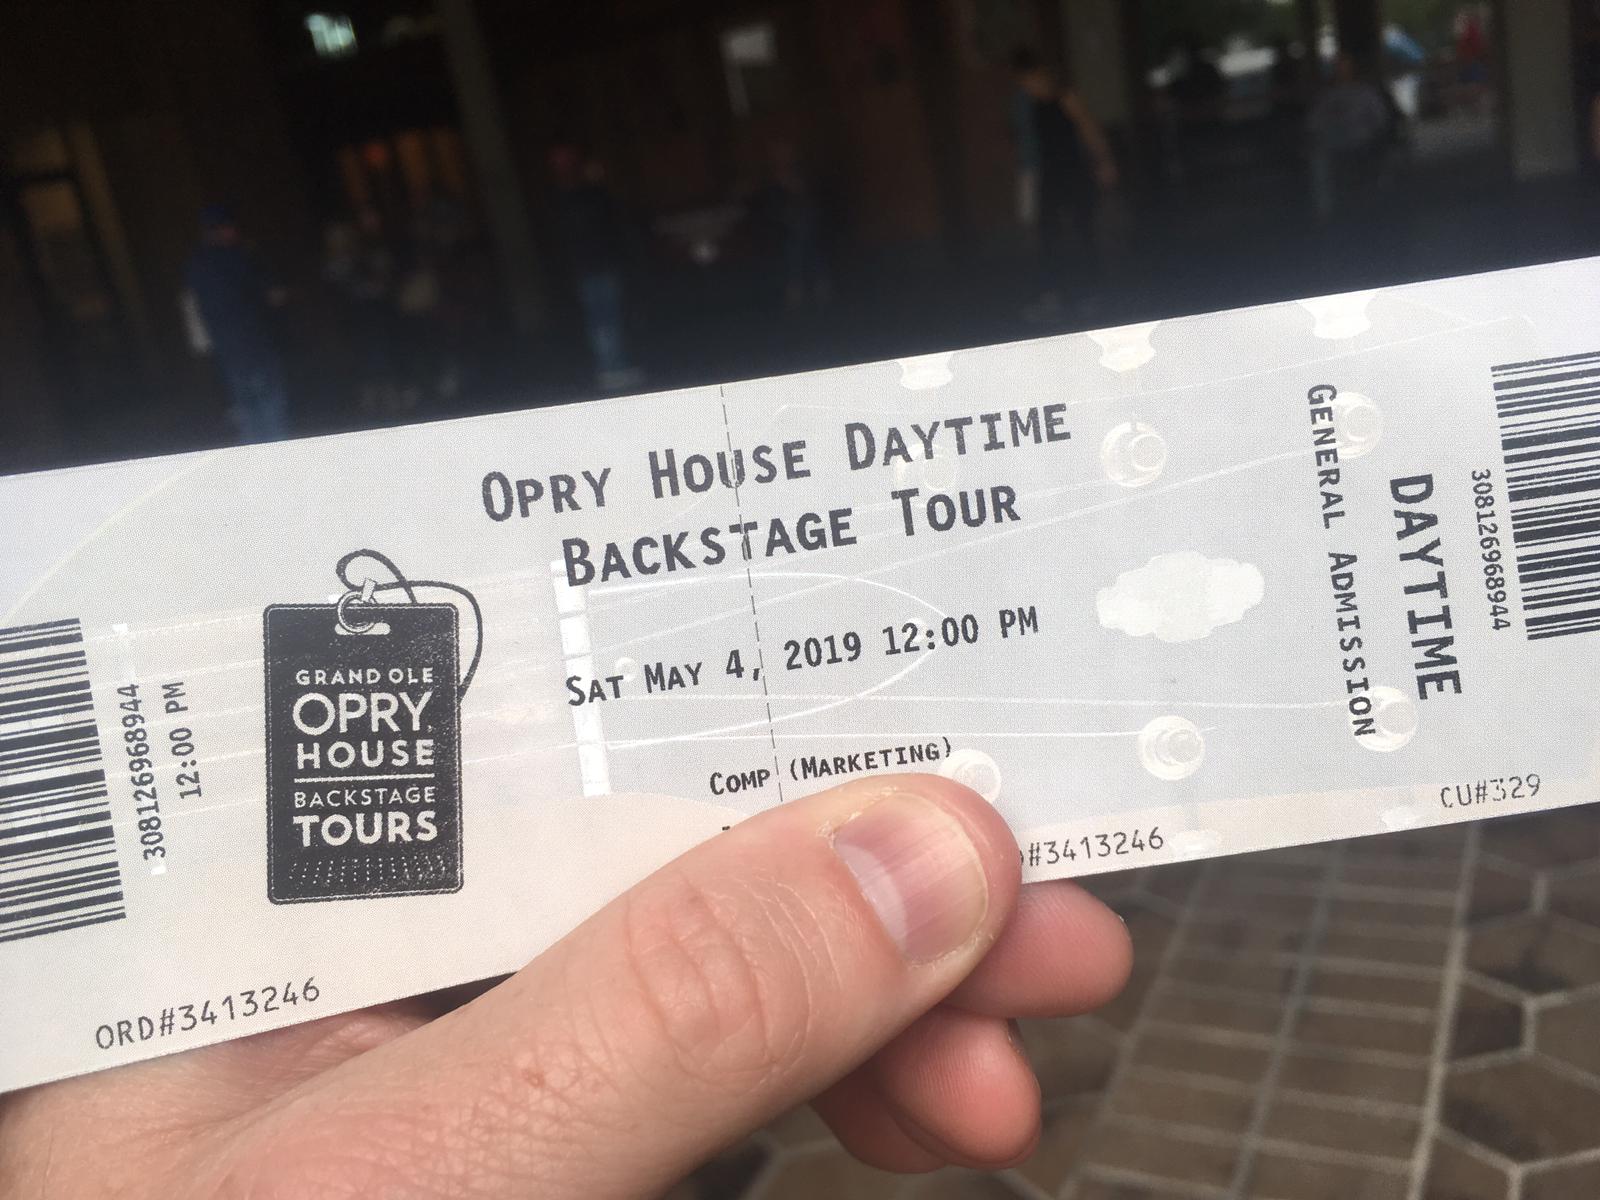 308126968944
12:00 PM
GRAND OLE
OPRY
HOUSE
BACKSTAGE
TOURS
ORD#3413246
OPRY HOUSE DAYTIME
BACKSTAGE TOUR
SAT MAY 4, 2019 12:00 PM
COMP (MARKETING)
#3413246
GENERAL ADMISSION
DAYTIME
308126968944
CU#329